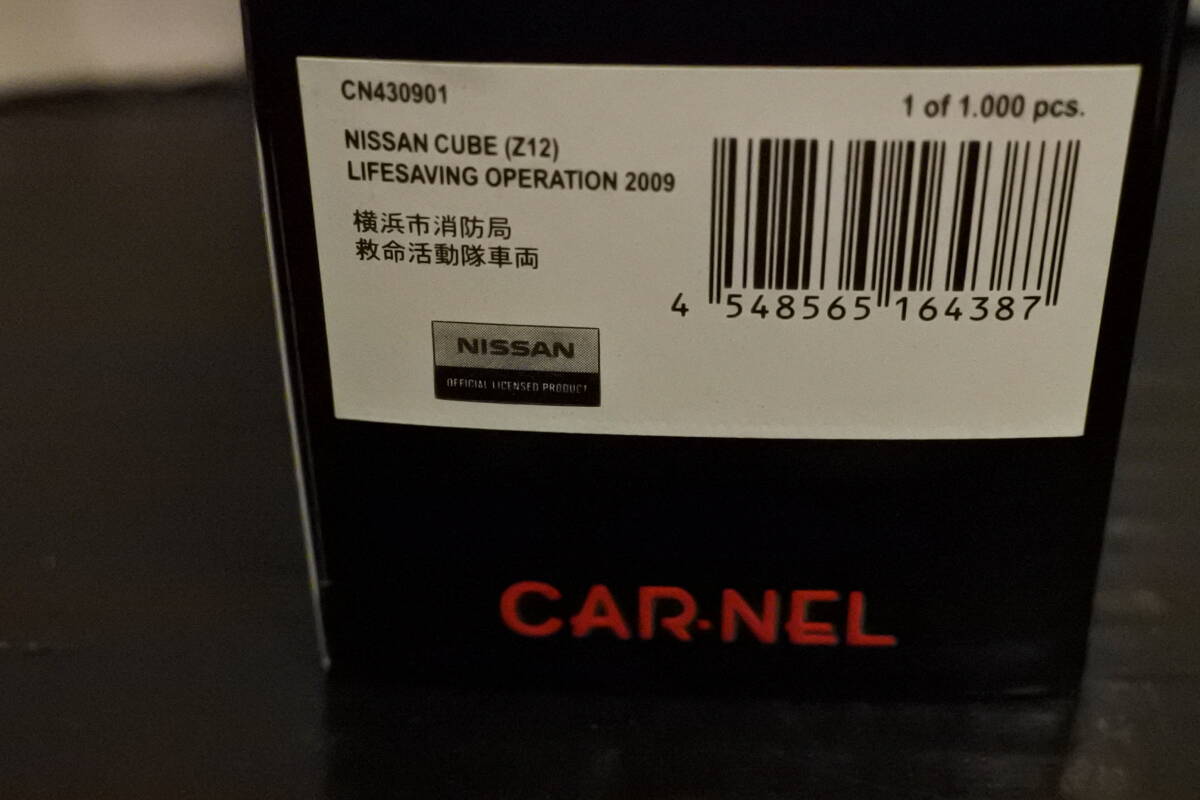 CN430901
1 of 1.000 pcs.
NISSAN CUBE (Z12)
LIFESAVING OPERATION 2009
横浜市消防局
救命活動隊車両
4 548565 164387
NISSAN
OFFICIAL LICENSED PRODUCT
CAR-NEL